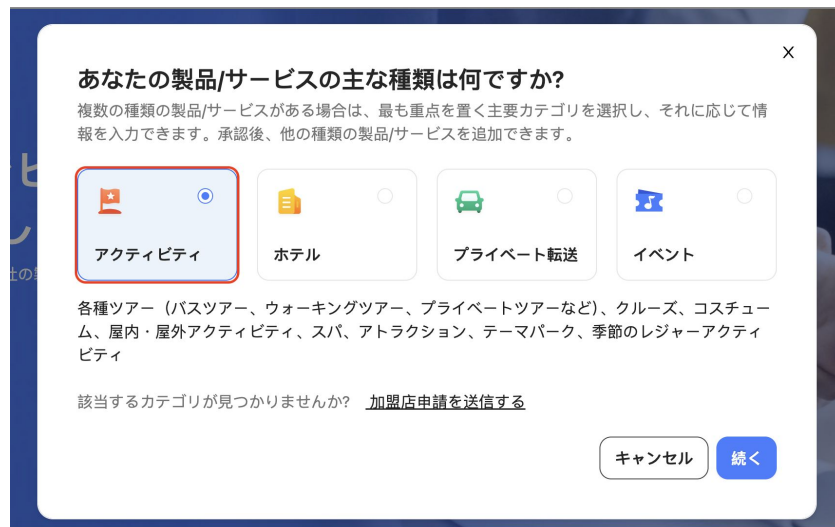 X
あなたの製品/サービスの主な種類は何ですか?
複数の種類の製品/サービスがある場合は、最も重点を置く主要カテゴリを選択し、それに応じて情
報を入力できます。承認後、他の種類の製品/サービスを追加できます。
アクティビティ
ホテル
プライベート転送
イベント
各種ツアー（バスツアー、ウォーキングツアー、プライベートツアーなど）、クルーズ、コスチュー
ム、屋内・屋外アクティビティ、スパ、アトラクション、テーマパーク、季節のレジャーアクティ
ビティ
該当するカテゴリが見つかりませんか? 加盟店申請を送信する
キャンセル
続く